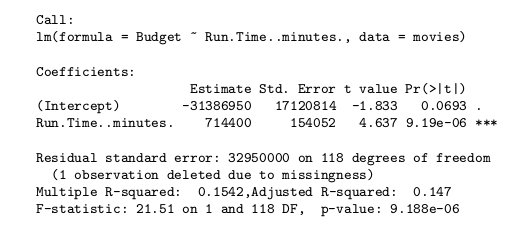 Call:
lm(formula = Budget ~ Run.Time..minutes., data = movies)
Coefficients:
Estimate Std. Error t value Pr(>|t|)
(Intercept) -31386950 17120814 -1.833 0.0693 .
Run.Time..minutes. 714400 154052 4.637 9.19e-06 ***
Residual standard error: 32950000 on 118 degrees of freedom
(1 observation deleted due to missingness)
Multiple R-squared: 0.1542,Adjusted R-squared: 0.147
F-statistic: 21.51 on 1 and 118 DF, p-value: 9.188e-06